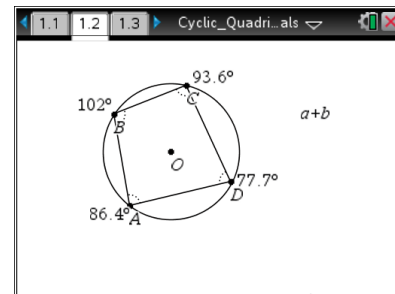 1.1 1.2 1.3 Cyclic_Quadri…als
93.6°
C
102°
B
a+b
O
77.7°
D
86.4°
A